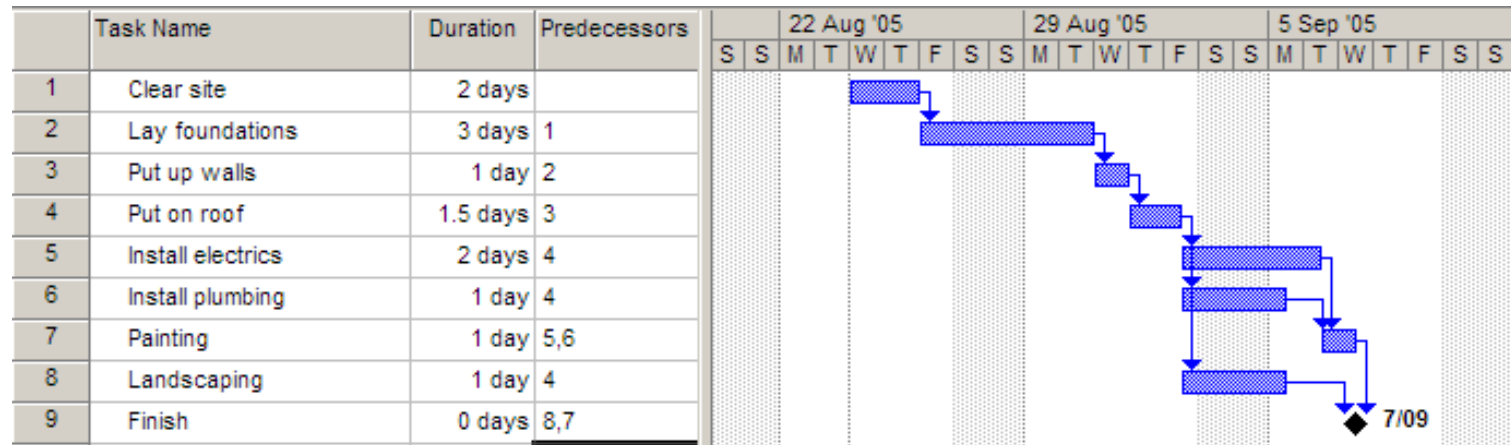 Task Name Duration Predecessors 22 Aug '05 29 Aug '05 5 Sep '05
S S M T W T F S S M T W T F S S M T W T F S S
1 Clear site 2 days
2 Lay foundations 3 days 1
3 Put up walls 1 day 2
4 Put on roof 1.5 days 3
5 Install electrics 2 days 4
6 Install plumbing 1 day 4
7 Painting 1 day 5,6
8 Landscaping 1 day 4
9 Finish 0 days 8,7 7/09